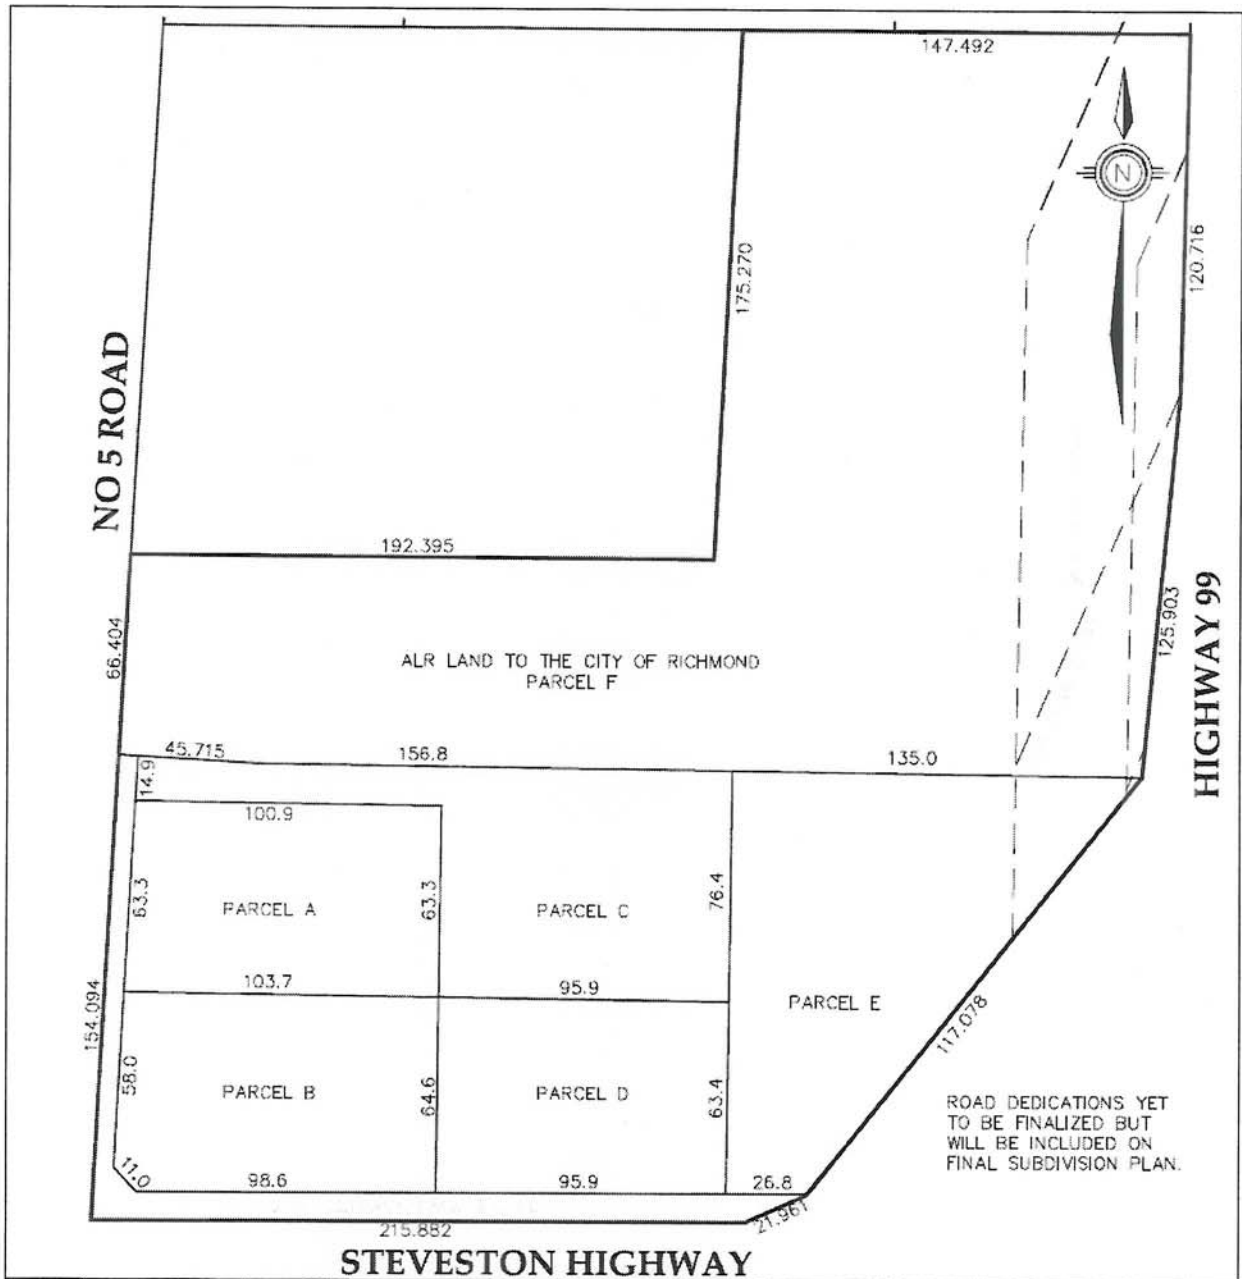 147.492
N
120.716
175.270
NO 5 ROAD
192.395
66.404
125.903
HIGHWAY 99
ALR LAND TO THE CITY OF RICHMOND
PARCEL F
45.715
156.8
135.0
14.9
100.9
63.3
PARCEL A
63.3
PARCEL C
76.4
103.7
95.9
PARCEL E
154.094
117.078
58.0
PARCEL B
64.6
PARCEL D
63.4
ROAD DEDICATIONS YET
TO BE FINALIZED BUT
WILL BE INCLUDED ON
FINAL SUBDIVISION PLAN.
11.0
98.6
95.9
26.8
21.961
215.882
STEVESTON HIGHWAY